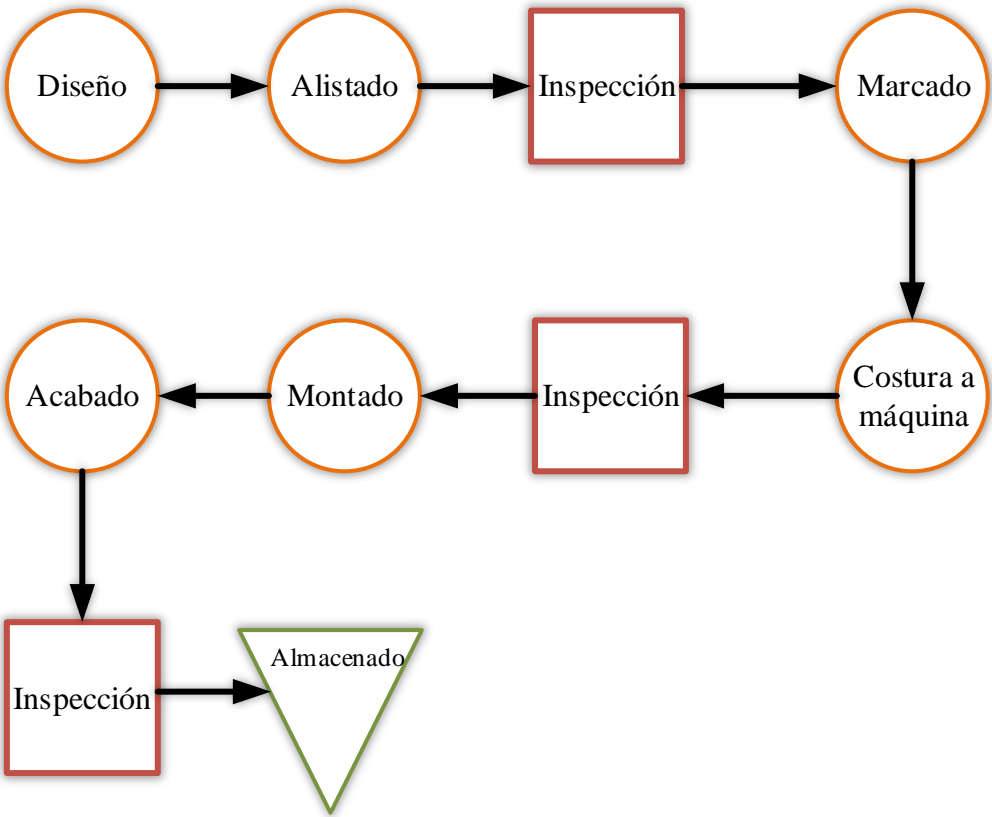 Diseño
Alistado
Inspección
Marcado
Costura a
máquina
Inspección
Montado
Acabado
Inspección
Almacenado